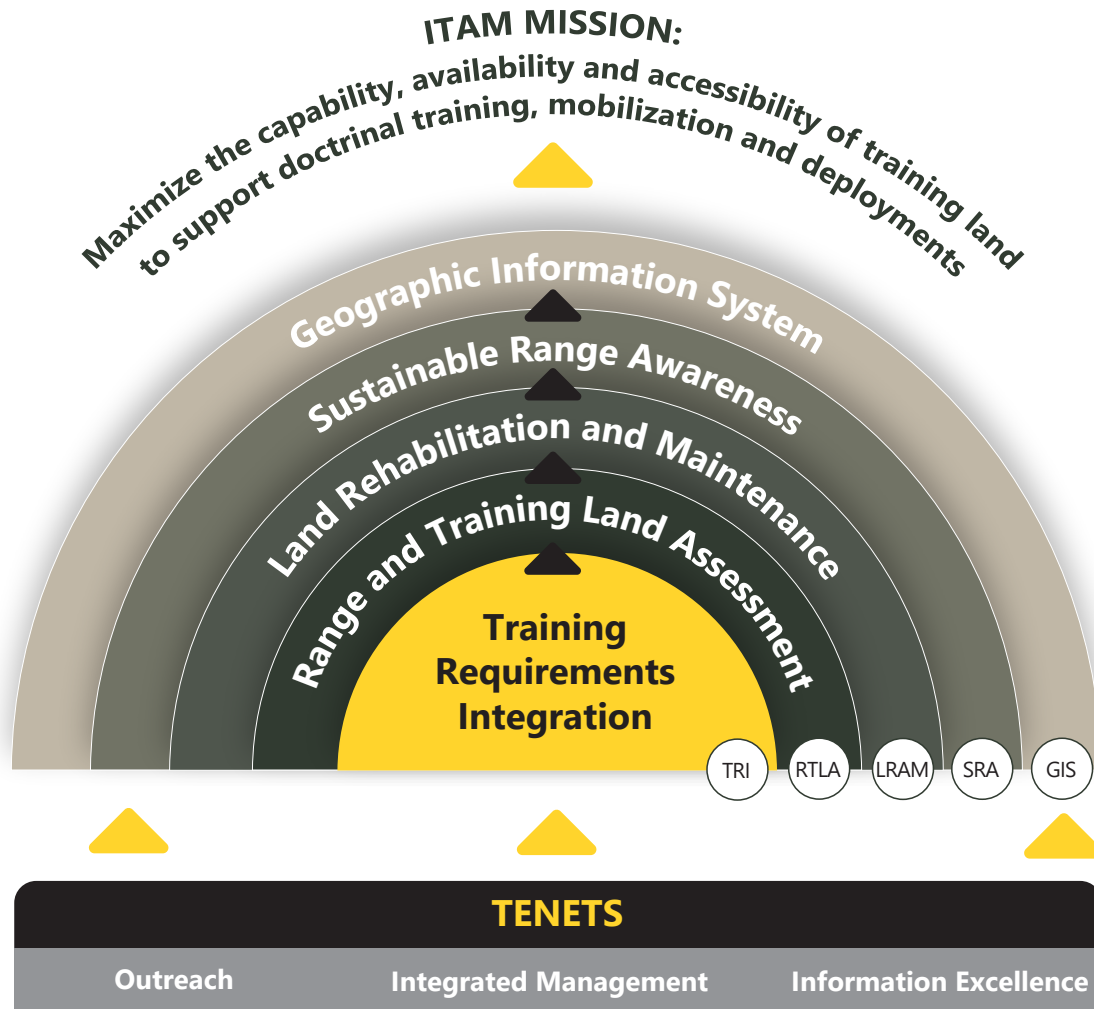 ITAM MISSION:
Maximize the capability, availability and accessibility of training land
to support doctrinal training, mobilization and deployments
Geographic Information System
Sustainable Range Awareness
Land Rehabilitation and Maintenance
Range and Training Land Assessment
Training
Requirements
Integration
TRI RTLA LRAM SRA GIS
TENETS
Outreach Integrated Management Information Excellence